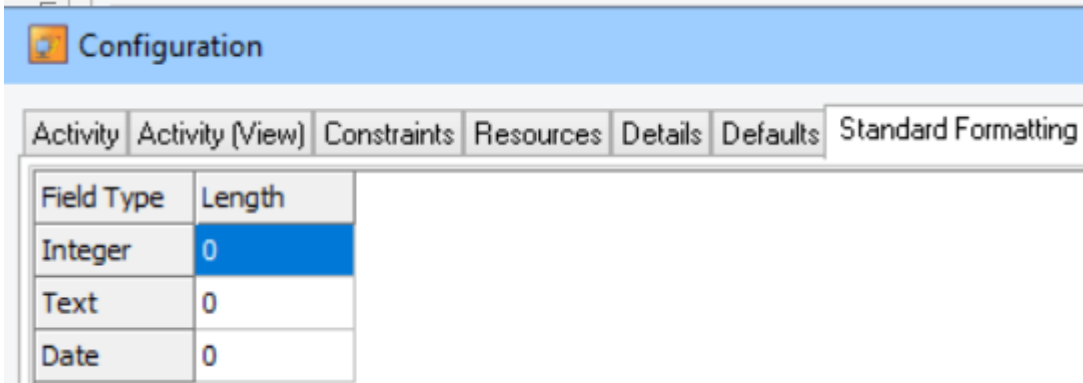 Configuration
Activity Activity (View) Constraints Resources Details Defaults Standard Formatting
Field Type Length
Integer 0
Text 0
Date 0